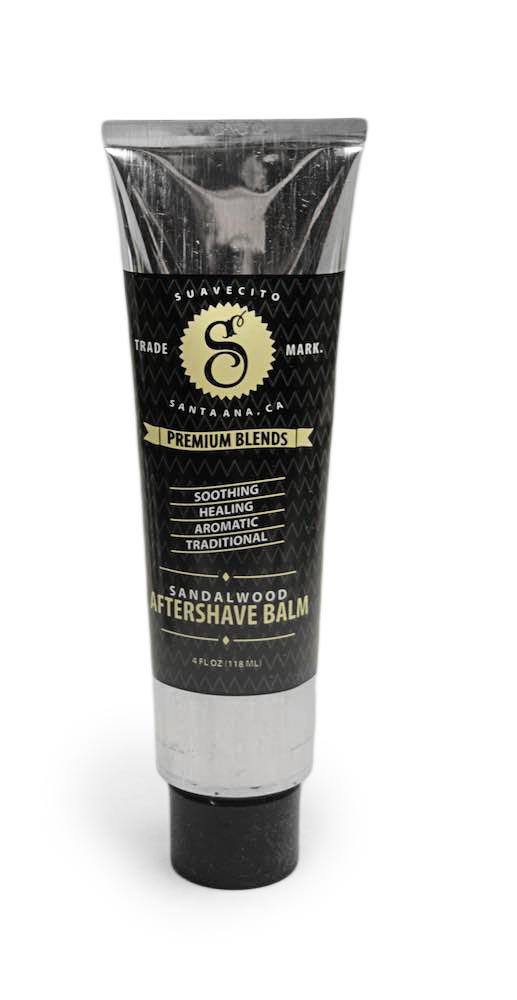 SUAVECITO
TRADE S MARK.
SANTA ANA, CA
PREMIUM BLENDS
SOOTHING
HEALING
AROMATIC
TRADITIONAL
SANDALWOOD
AFTERSHAVE BALM
4 FL OZ (118 ML)